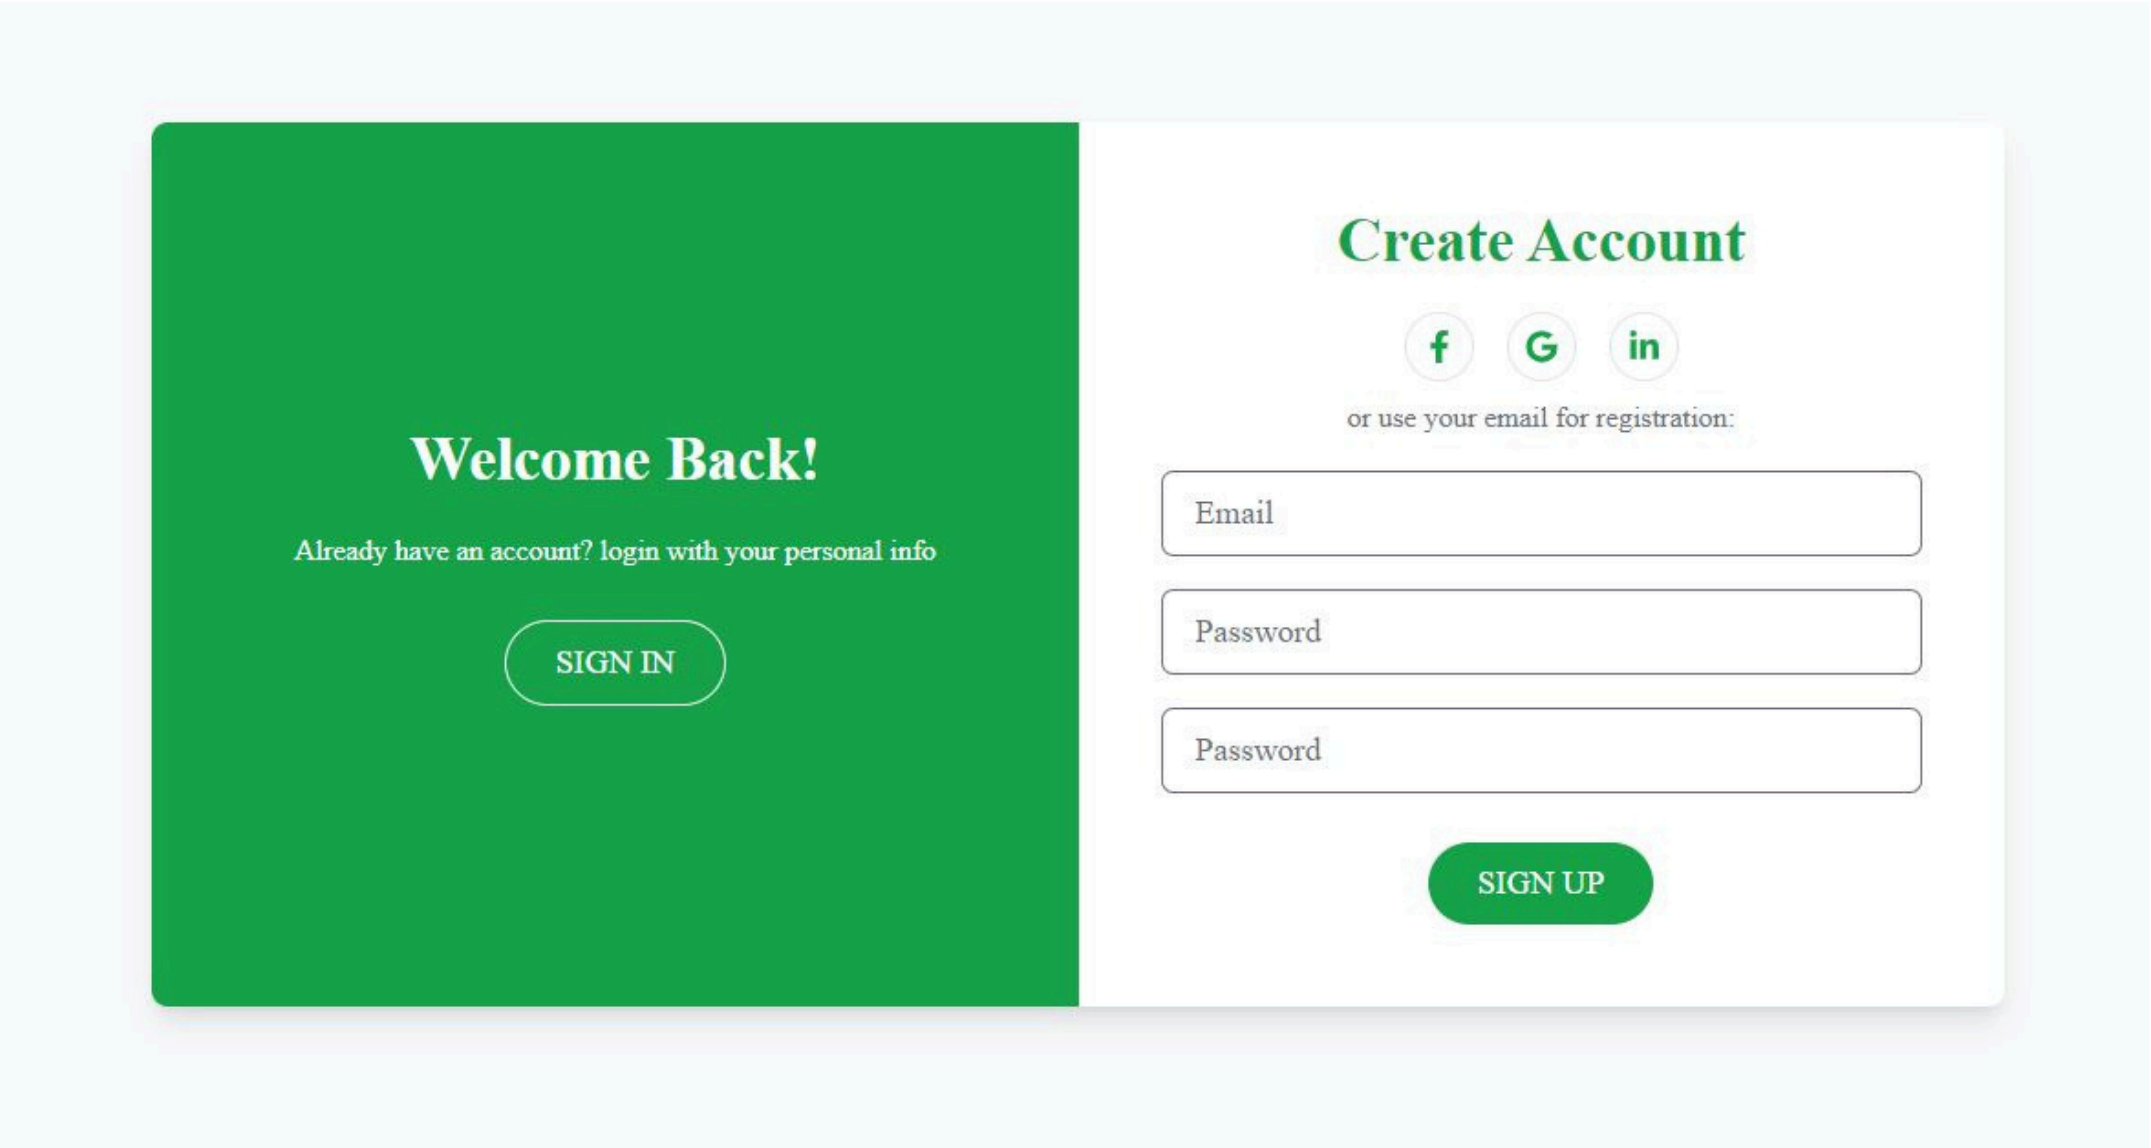 Welcome Back!
Already have an account? login with your personal info
SIGN IN
Create Account
f G in
or use your email for registration:
Email
Password
Password
SIGN UP